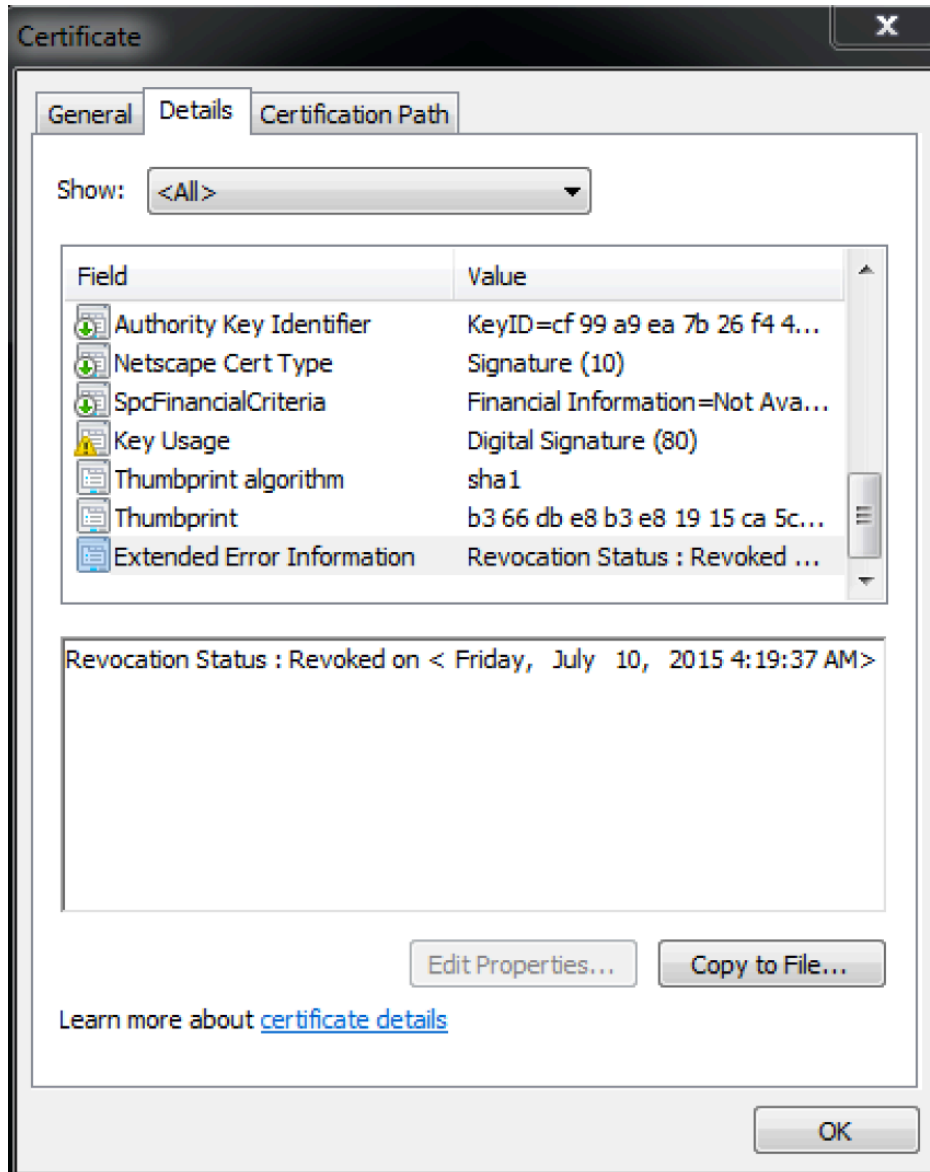 Certificate
General Details Certification Path
Show: <All>
Field Value
Authority Key Identifier KeyID=cf 99 a9 ea 7b 26 f4 4...
Netscape Cert Type Signature (10)
SpcFinancialCriteria Financial Information=Not Ava...
Key Usage Digital Signature (80)
Thumbprint algorithm sha1
Thumbprint b3 66 db e8 b3 e8 19 15 ca 5c...
Extended Error Information Revocation Status : Revoked ...
Revocation Status : Revoked on < Friday, July 10, 2015 4:19:37 AM>
Edit Properties... Copy to File...
Learn more about certificate details
OK